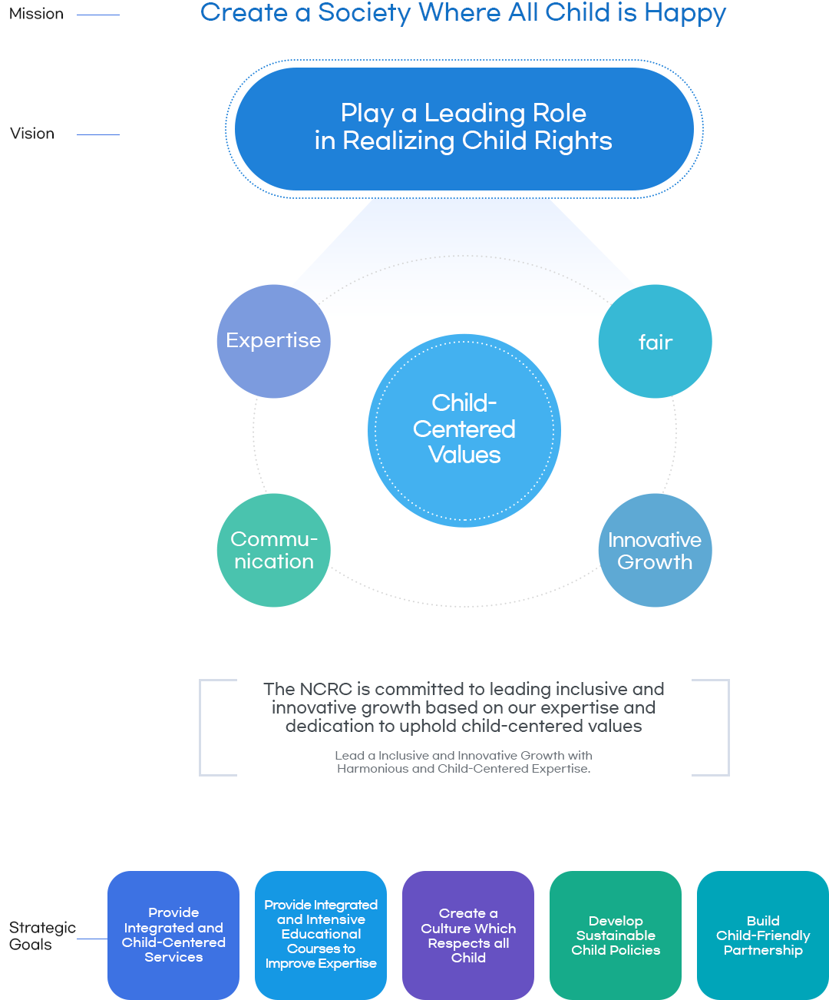 Mission
Create a Society Where All Child is Happy
Vision
Play a Leading Role
in Realizing Child Rights
Expertise
fair
Child-
Centered
Values
Commu-
nication
Innovative
Growth
The NCRC is committed to leading inclusive and
innovative growth based on our expertise and
dedication to uphold child-centered values
Lead a Inclusive and Innovative Growth with
Harmonious and Child-Centered Expertise.
Strategic
Goals
Provide
Integrated and
Child-Centered
Services
Provide Integrated
and Intensive
Educational
Courses to
Improve Expertise
Create a
Culture Which
Respects all
Child
Develop
Sustainable
Child Policies
Build
Child-Friendly
Partnership